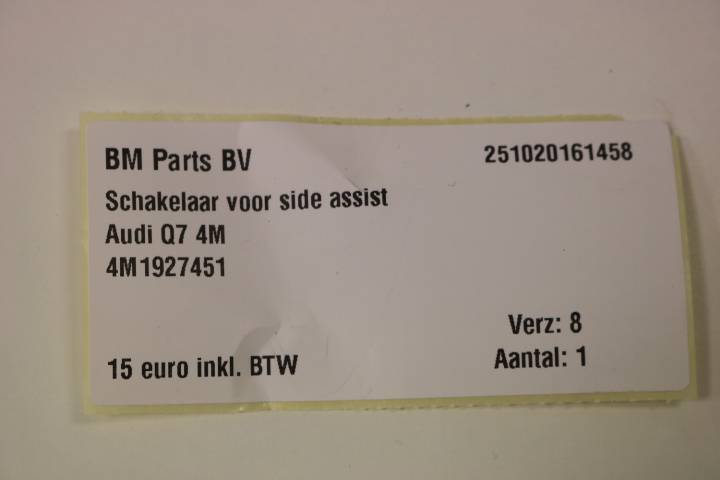 BM Parts BV 251020161458
Schakelaar voor side assist
Audi Q7 4M
4M1927451
Verz: 8
15 euro inkl. BTW Aantal: 1